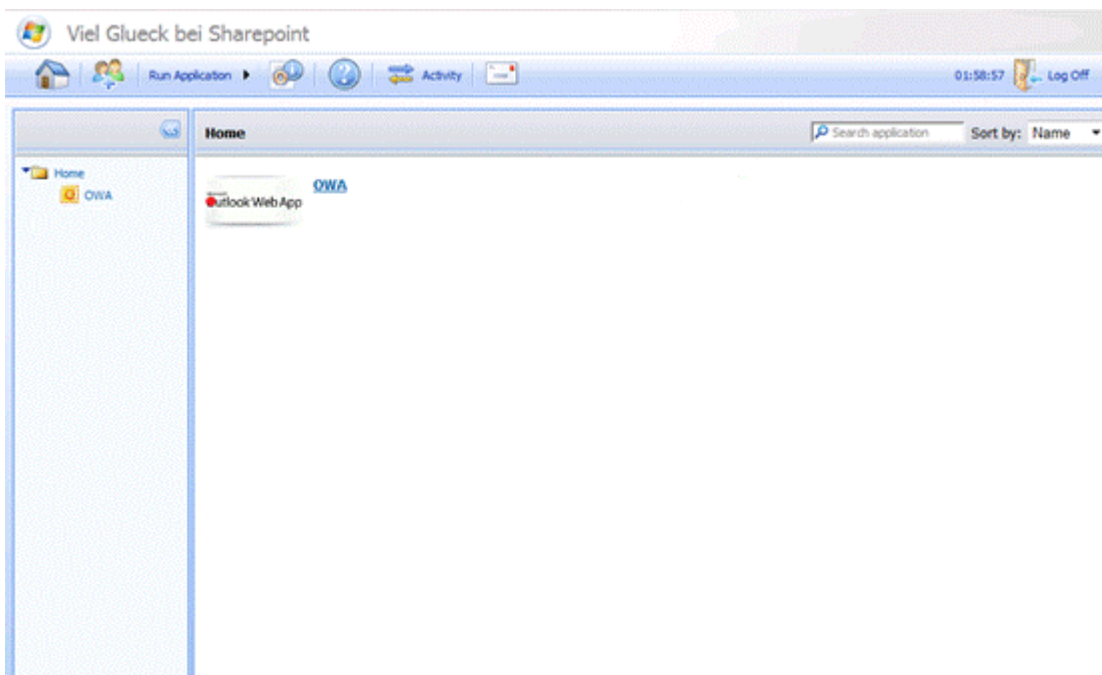 Viel Glueck bei Sharepoint
Run Application
Activity
01:58:57
Log Off
Home
Search application
Sort by: Name
Home
OWA
Outlook Web App
OWA